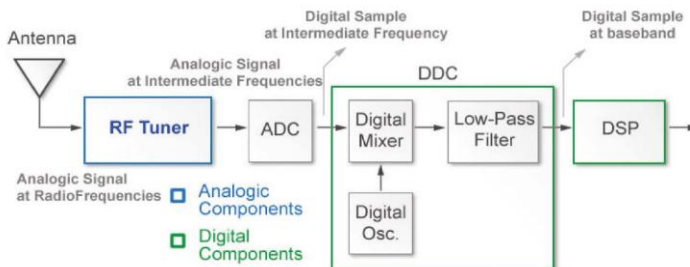 Antenna
Digital Sample
at Intermediate Frequency
Digital Sample
at baseband
Analogic Signal
at Intermediate Frequencies
DDC
RF Tuner
ADC
Digital
Mixer
Low-Pass
Filter
DSP
Analogic Signal
at RadioFrequencies
Analogic
Components
Digital
Osc.
Digital
Components